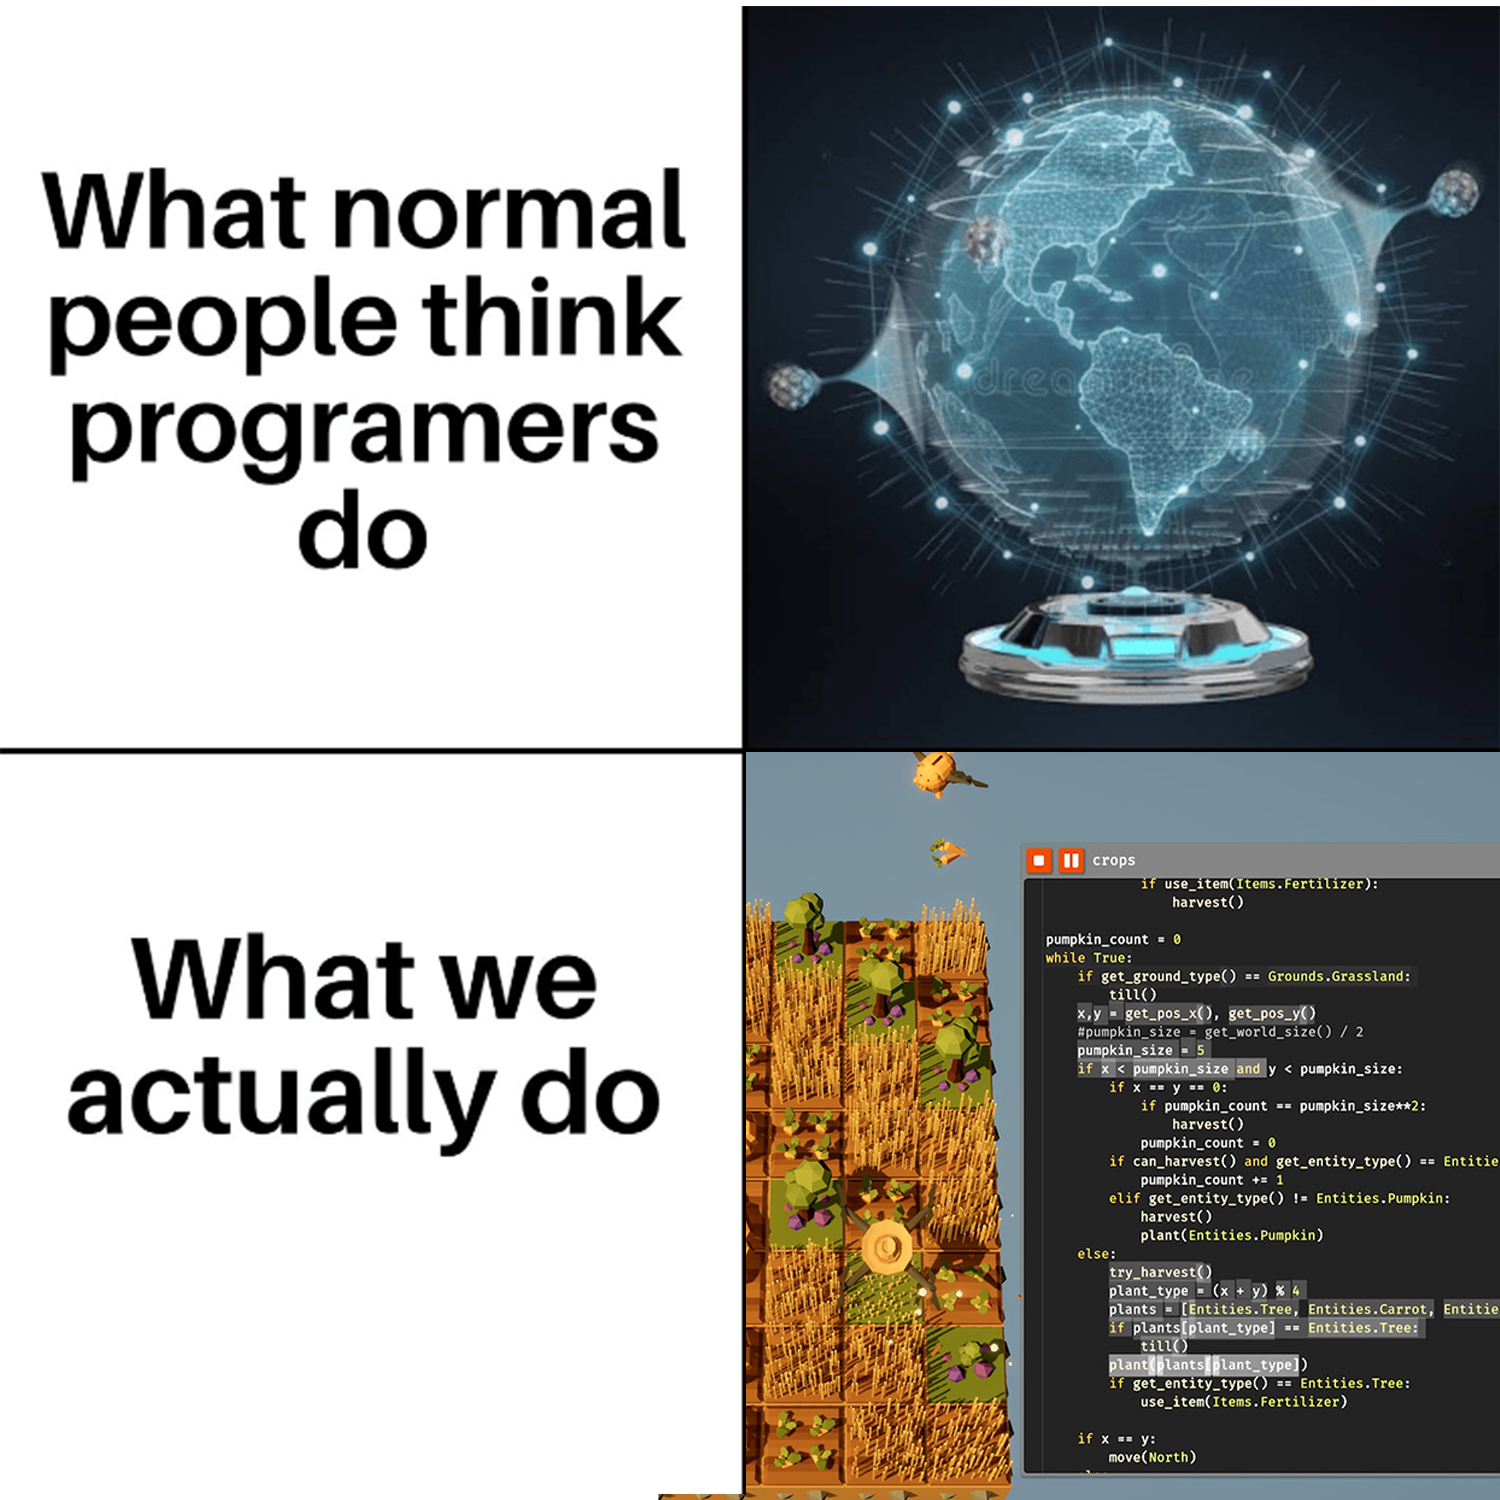 What normal
people think
programers
do
What we
actually do
crops
if use_item(Items.Fertilizer):
harvest()
pumpkin_count = 0
while True:
if get_ground_type() == Grounds.Grassland:
till()
x,y = get_pos_x(), get_pos_y()
#pumpkin_size = get_world_size() / 2
pumpkin_size = 5
if x < pumpkin_size and y < pumpkin_size:
if x == y == 0:
if pumpkin_count == pumpkin_size**2:
harvest()
pumpkin_count = 0
if can_harvest() and get_entity_type() == Entitie
pumpkin_count += 1
elif get_entity_type() != Entities.Pumpkin:
harvest()
plant(Entities.Pumpkin)
else:
try_harvest()
plant_type = (x + y) % 4
plants = [Entities.Tree, Entities.Carrot, Entitie
if plants[plant_type] == Entities.Tree:
till()
plant(plants[plant_type])
if get_entity_type() == Entities.Tree:
use_item(Items.Fertilizer)
if x == y:
move(North)